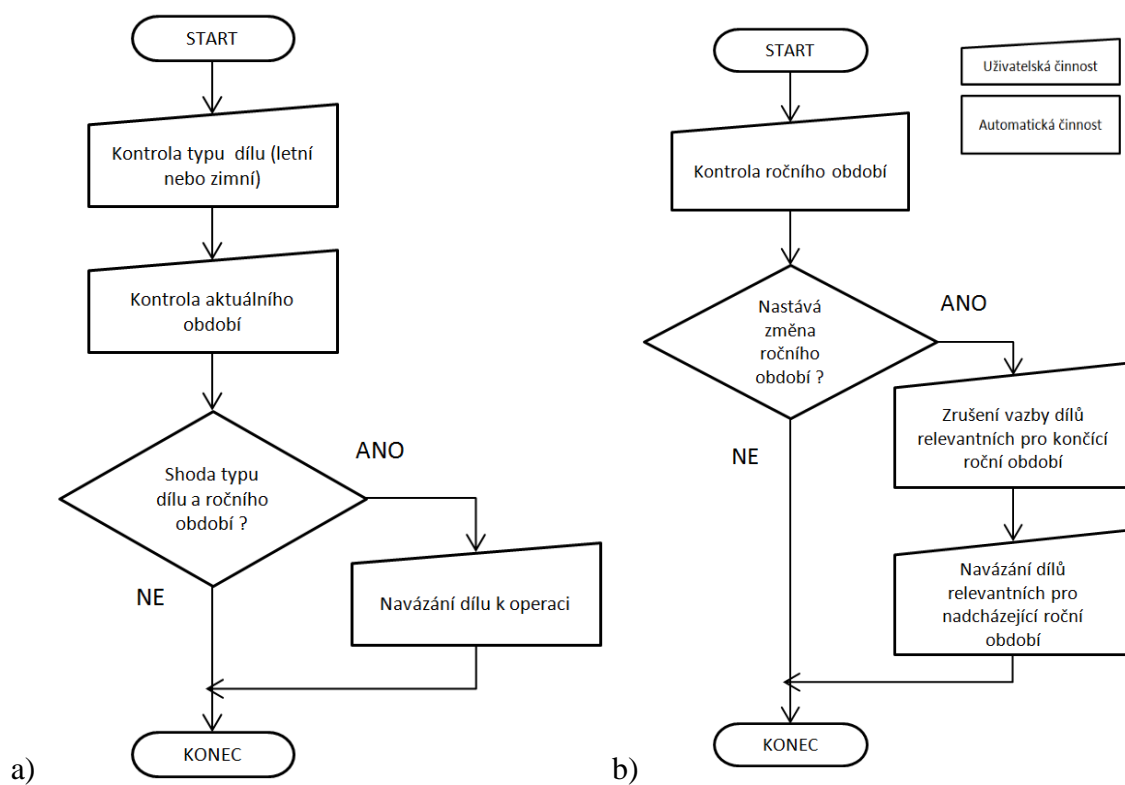 START
Kontrola typu dílu (letní
nebo zimní)
Kontrola aktuálního
období
Shoda typu
dílu a ročního
období ?
ANO
NE
Navázání dílu k operaci
KONEC
a)
START
Kontrola ročního období
Nastává
změna
ročního
období ?
ANO
NE
Zrušení vazby dílů
relevantních pro končící
roční období
Navázání dílů
relevantních pro
nadcházející roční
období
KONEC
b)
Uživatelská činnost
Automatická činnost